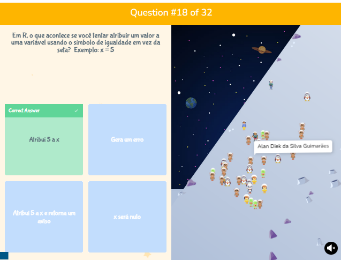 Question #18 of 32
Em R, o que acontece se você tentar atribuir um valor a
uma variável usando o símbolo de igualdade em vez da
seta? Exemplo: x = 5
Correct Answer
Atribui 5 a x
Gera um erro
Atribui 5 a x e retorna um
aviso
x será nulo
Alan Diek da Silva Guimarães